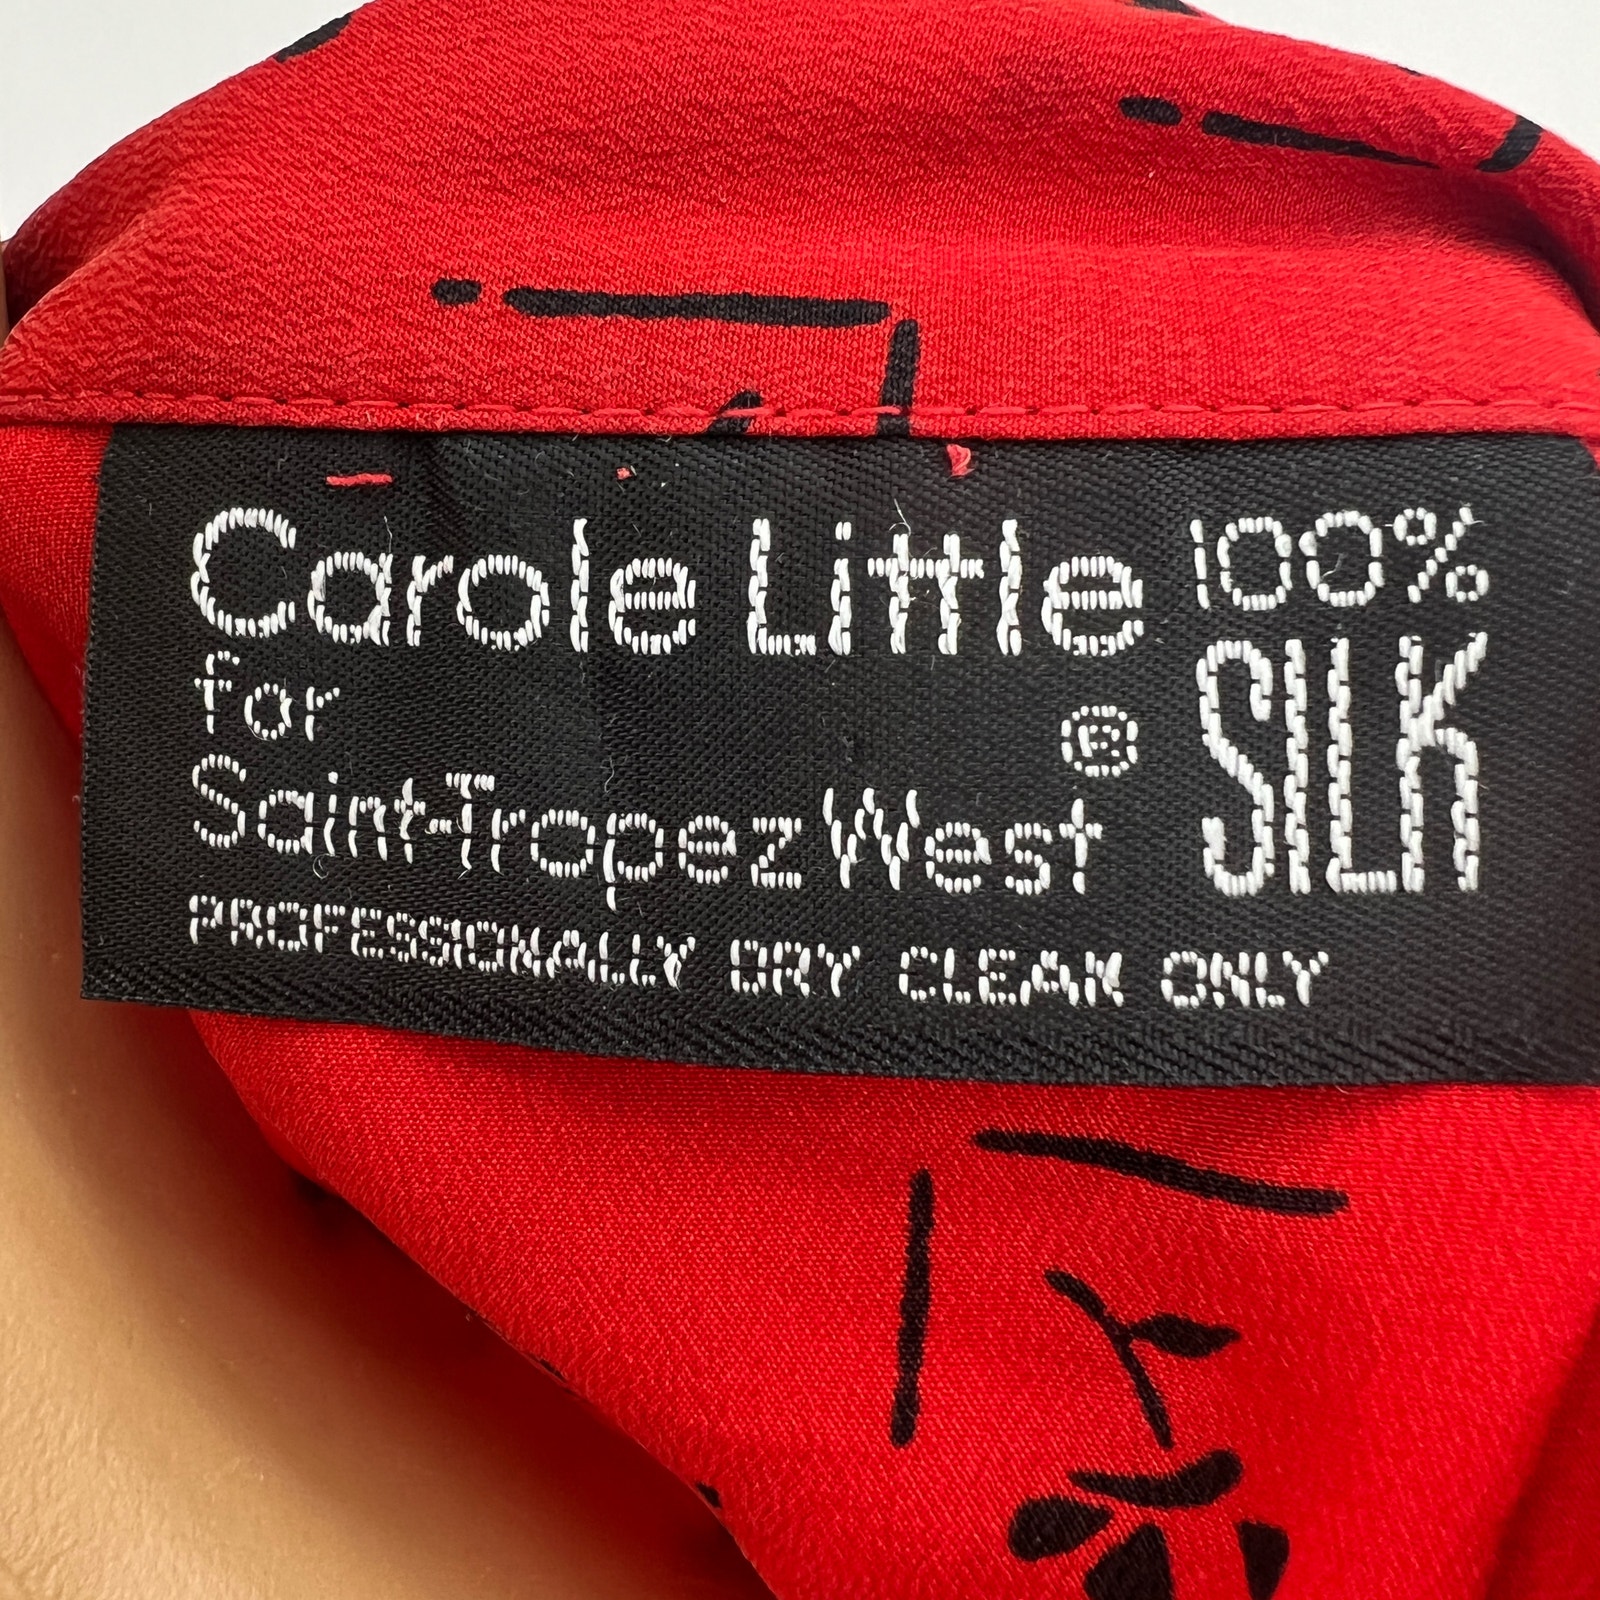 Carole Little
for
Saint-Tropez West ®
PROFESSIONALLY DRY CLEAN ONLY
100%
SILK